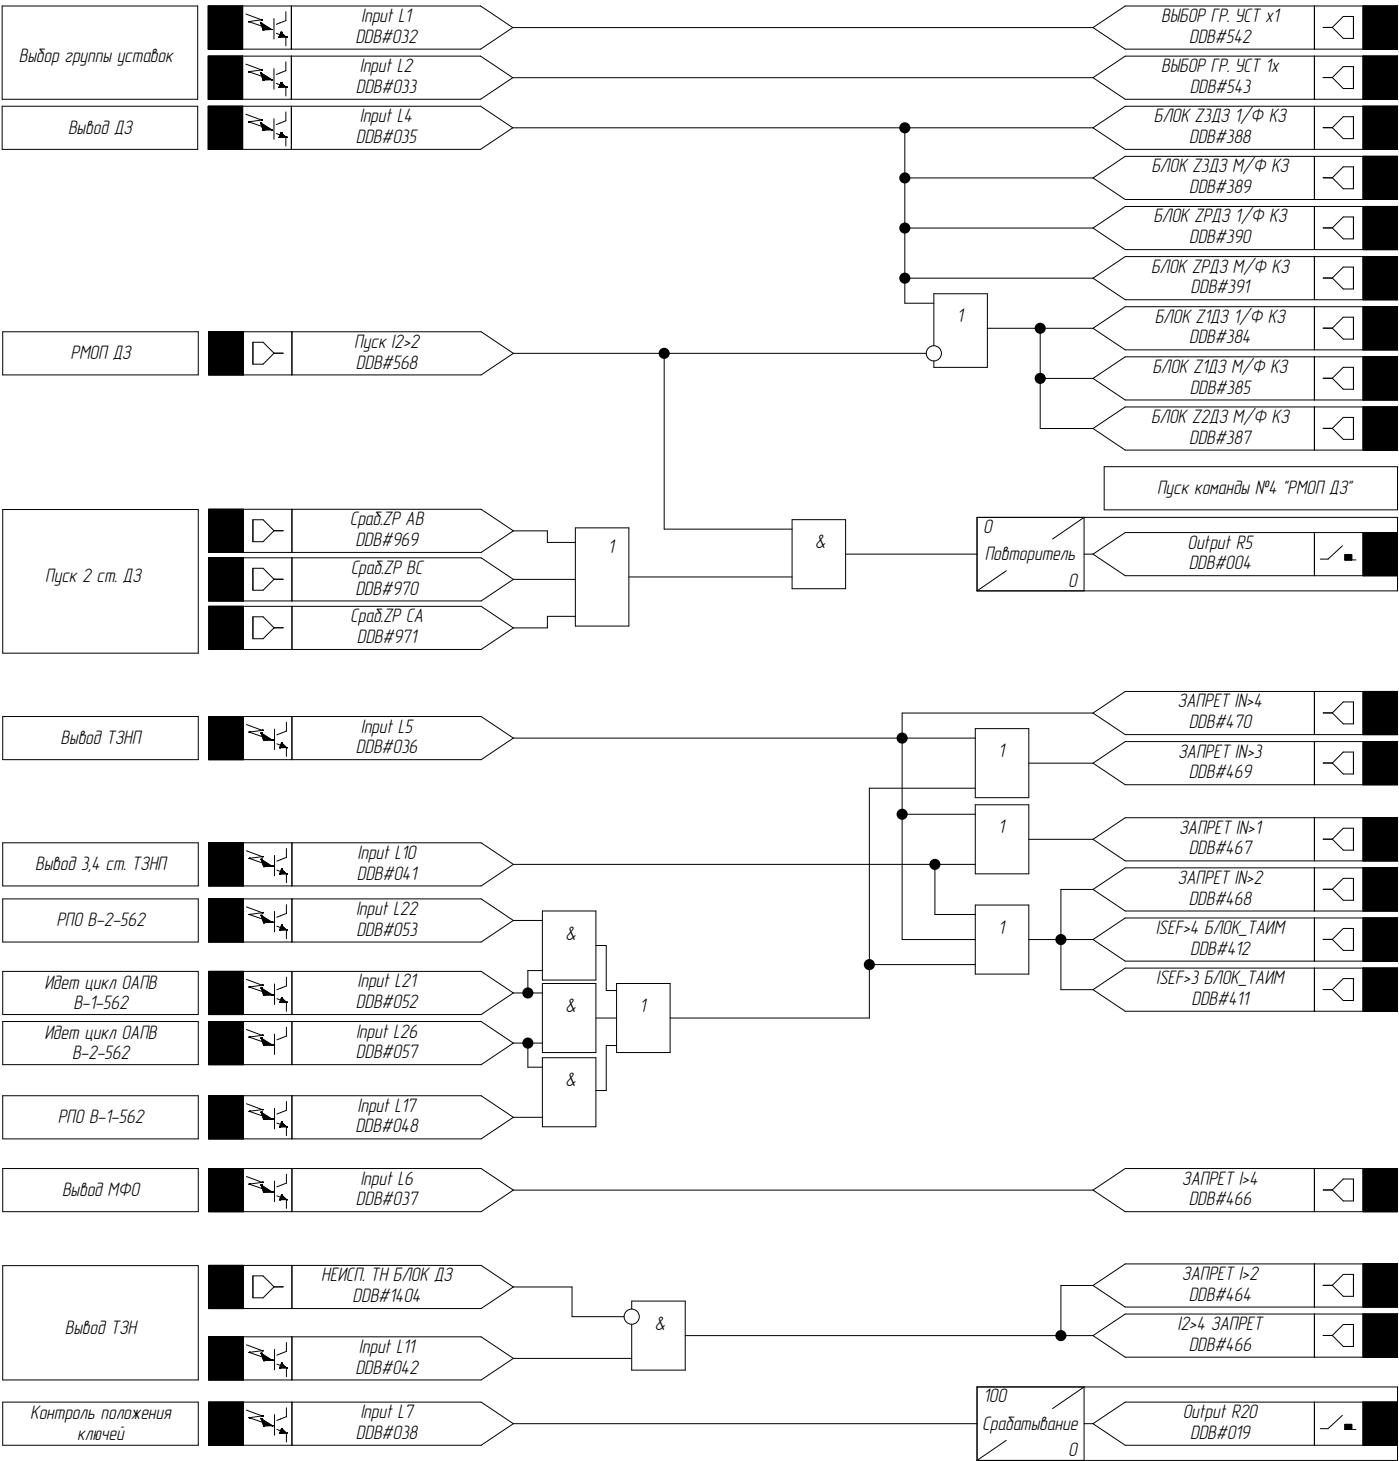 Выбор группы уставок
Input L1
DDB#032
ВЫБОР ГР. УСТ x1
DDB#542
Input L2
DDB#033
ВЫБОР ГР. УСТ 1x
DDB#543
Вывод ДЗ
Input L4
DDB#035
БЛОК Z3ДЗ 1/Ф КЗ
DDB#388
БЛОК Z3ДЗ М/Ф КЗ
DDB#389
БЛОК ZPДЗ 1/Ф КЗ
DDB#390
БЛОК ZPДЗ М/Ф КЗ
DDB#391
1
БЛОК Z1ДЗ 1/Ф КЗ
DDB#384
РМОП ДЗ
Пуск I2>2
DDB#568
БЛОК Z1ДЗ М/Ф КЗ
DDB#385
БЛОК Z2ДЗ М/Ф КЗ
DDB#387
Пуск команды №4 "РМОП ДЗ"
Пуск 2 ст. ДЗ
Сраб.ZP AB
DDB#969
Сраб.ZP BC
DDB#970
Сраб.ZP CA
DDB#971
1
&
0
Повторитель
0
Output R5
DDB#004
ЗАПРЕТ IN>4
DDB#470
Вывод ТЗНП
Input L5
DDB#036
1
ЗАПРЕТ IN>3
DDB#469
1
ЗАПРЕТ IN>1
DDB#467
Вывод 3,4 ст. ТЗНП
Input L10
DDB#041
ЗАПРЕТ IN>2
DDB#468
РПО В-2-562
Input L22
DDB#053
&
1
ISEF>4 БЛОК_ТАИМ
DDB#412
Идет цикл ОАПВ
В-1-562
Input L21
DDB#052
&
1
ISEF>3 БЛОК_ТАИМ
DDB#411
Идет цикл ОАПВ
В-2-562
Input L26
DDB#057
&
РПО В-1-562
Input L17
DDB#048
Вывод МФО
Input L6
DDB#037
ЗАПРЕТ I>4
DDB#466
Вывод ТЗН
НЕИСП. ТН БЛОК ДЗ
DDB#1404
Input L11
DDB#042
&
ЗАПРЕТ I>2
DDB#464
I2>4 ЗАПРЕТ
DDB#466
Контроль положения
ключей
Input L7
DDB#038
100
Срабатывание
0
Output R20
DDB#019